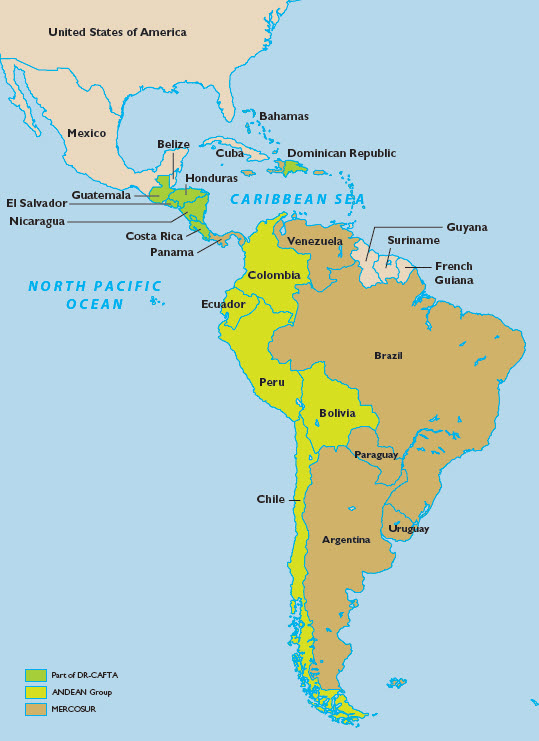 United States of America
Bahamas
Mexico
Belize
Cuba
Dominican Republic
Honduras
Guatemala
El Salvador
CARIBBEAN SEA
Nicaragua
Costa Rica
Panama
Venezuela
Guyana
Suriname
French
Guiana
Colombia
NORTH PACIFIC
OCEAN
Ecuador
Brazil
Peru
Bolivia
Paraguay
Chile
Uruguay
Argentina
Part of DR-CAFTA
ANDEAN Group
MERCOSUR